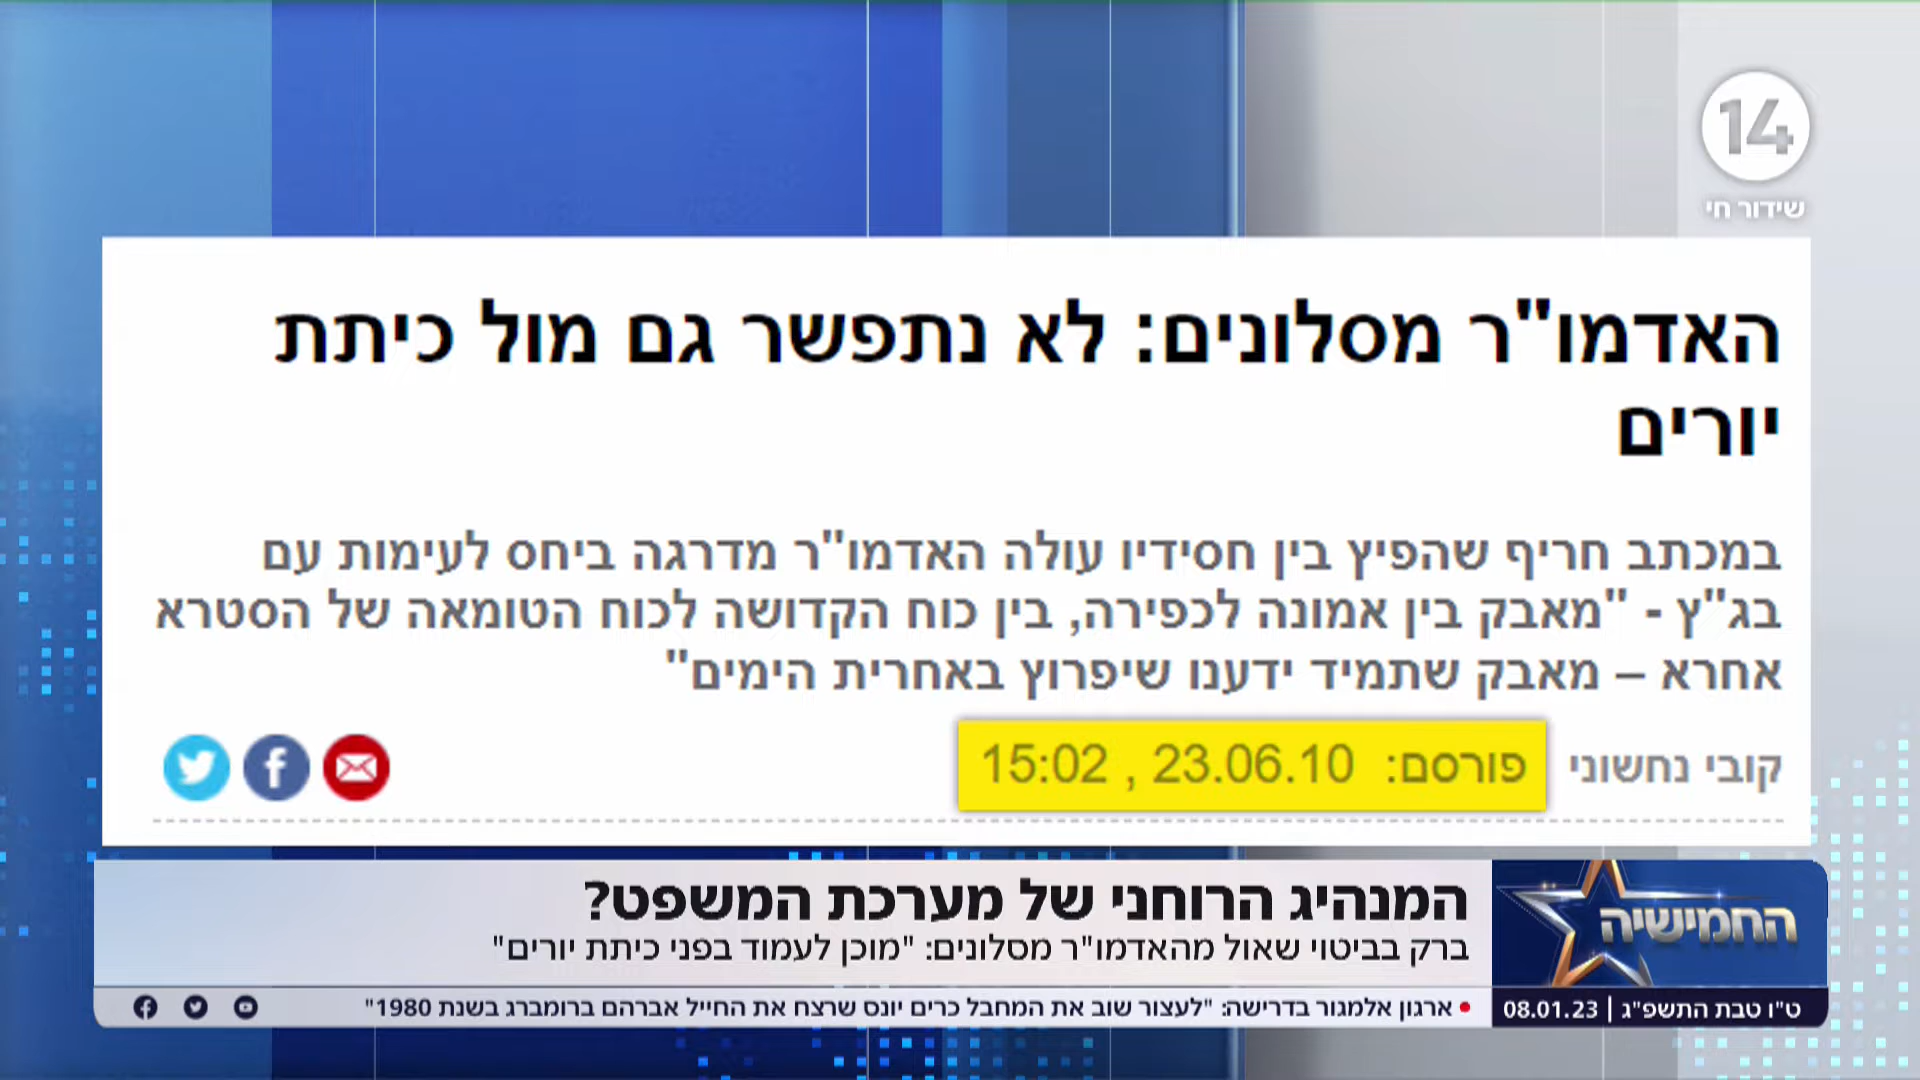 14
שידור חי
האדמו"ר מסלונים: לא נתפשר גם מול כיתת
יורים
במכתב חריף שהפיץ בין חסידיו עולה האדמו"ר מדרגה ביחס לעימות עם
בג"ץ - "מאבק בין אמונה לכפירה, בין כוח הקדושה לכוח הטומאה של הסטרא
אחרא – מאבק שתמיד ידענו שיפרוץ באחרית הימים"
קובי נחשוני פורסם: 23.06.10 , 15:02
החמישיה
המנהיג הרוחני של מערכת המשפט?
ברק בביטוי שאול מהאדמו"ר מסלונים: "מוכן לעמוד בפני כיתת יורים"
ט"ו טבת התשפ"ג | 08.01.23
• ארגון אלמגור בדרישה: "לעצור שוב את המחבל כרים יונס שרצח את החייל אברהם ברומברג בשנת 1980"